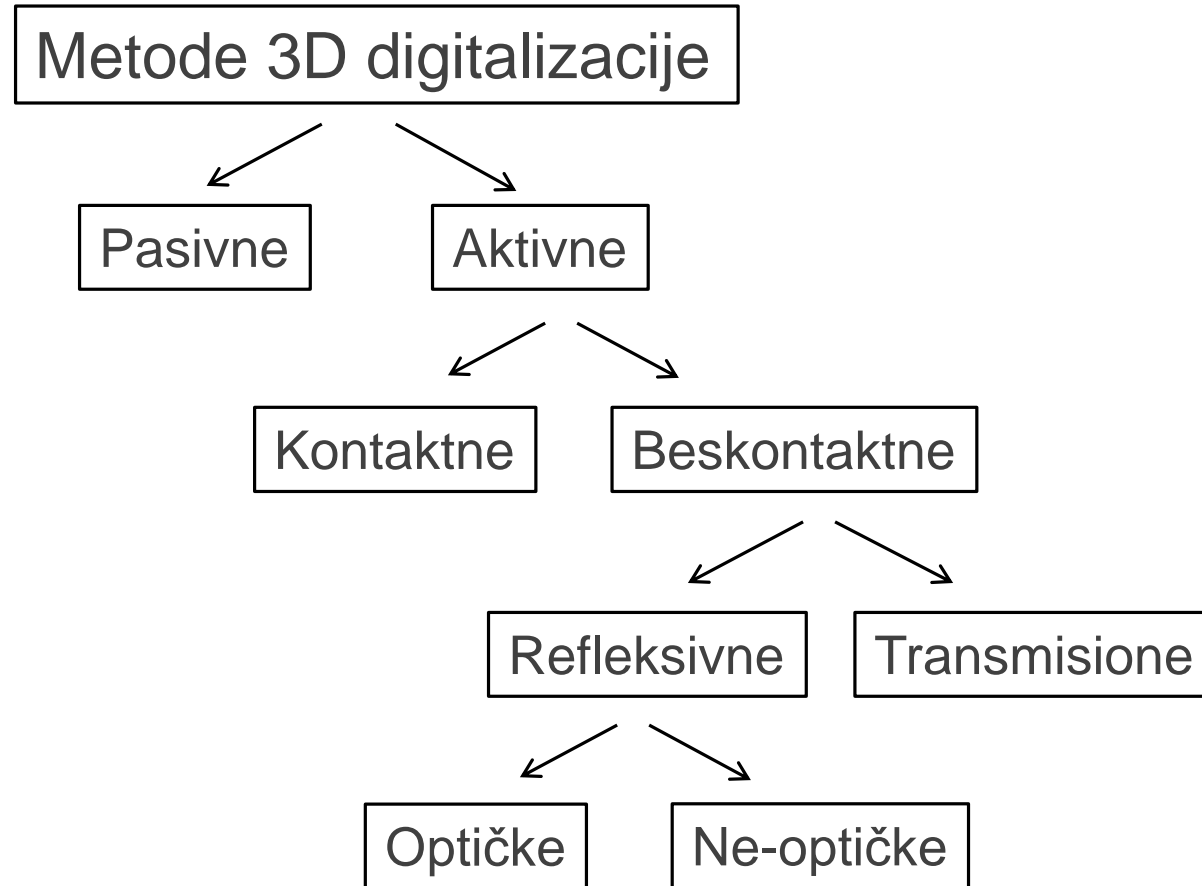 Metode 3D digitalizacije
Pasivne
Aktivne
Kontaktne
Beskontaktne
Refleksivne
Transmisione
Optičke
Ne-optičke